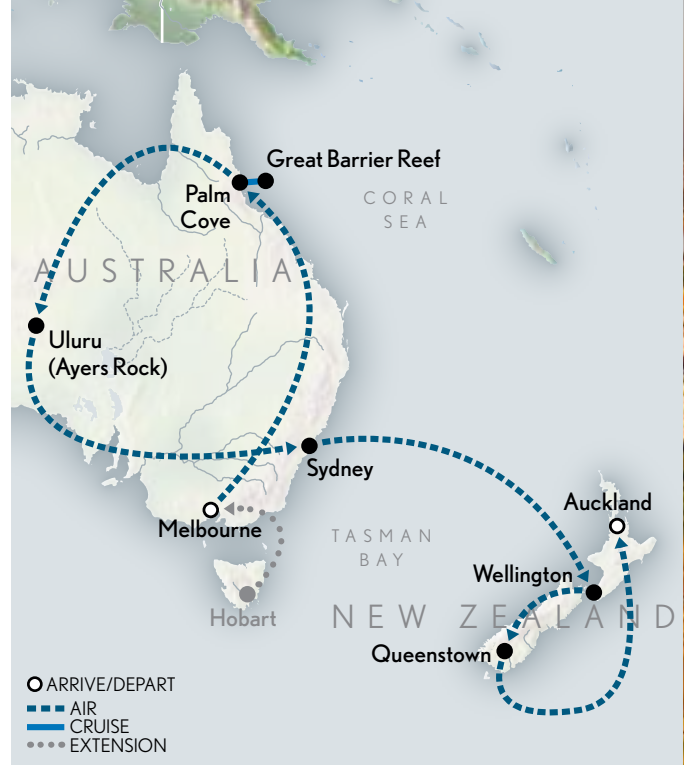 Great Barrier Reef
Palm
Cove
CORAL
SEA
AUSTRALIA
Uluru
(Ayers Rock)
Sydney
Melbourne
Auckland
TASMAN
BAY
Wellington
Hobart
NEW ZEALAND
Queenstown
ARRIVE/DEPART
AIR
CRUISE
EXTENSION